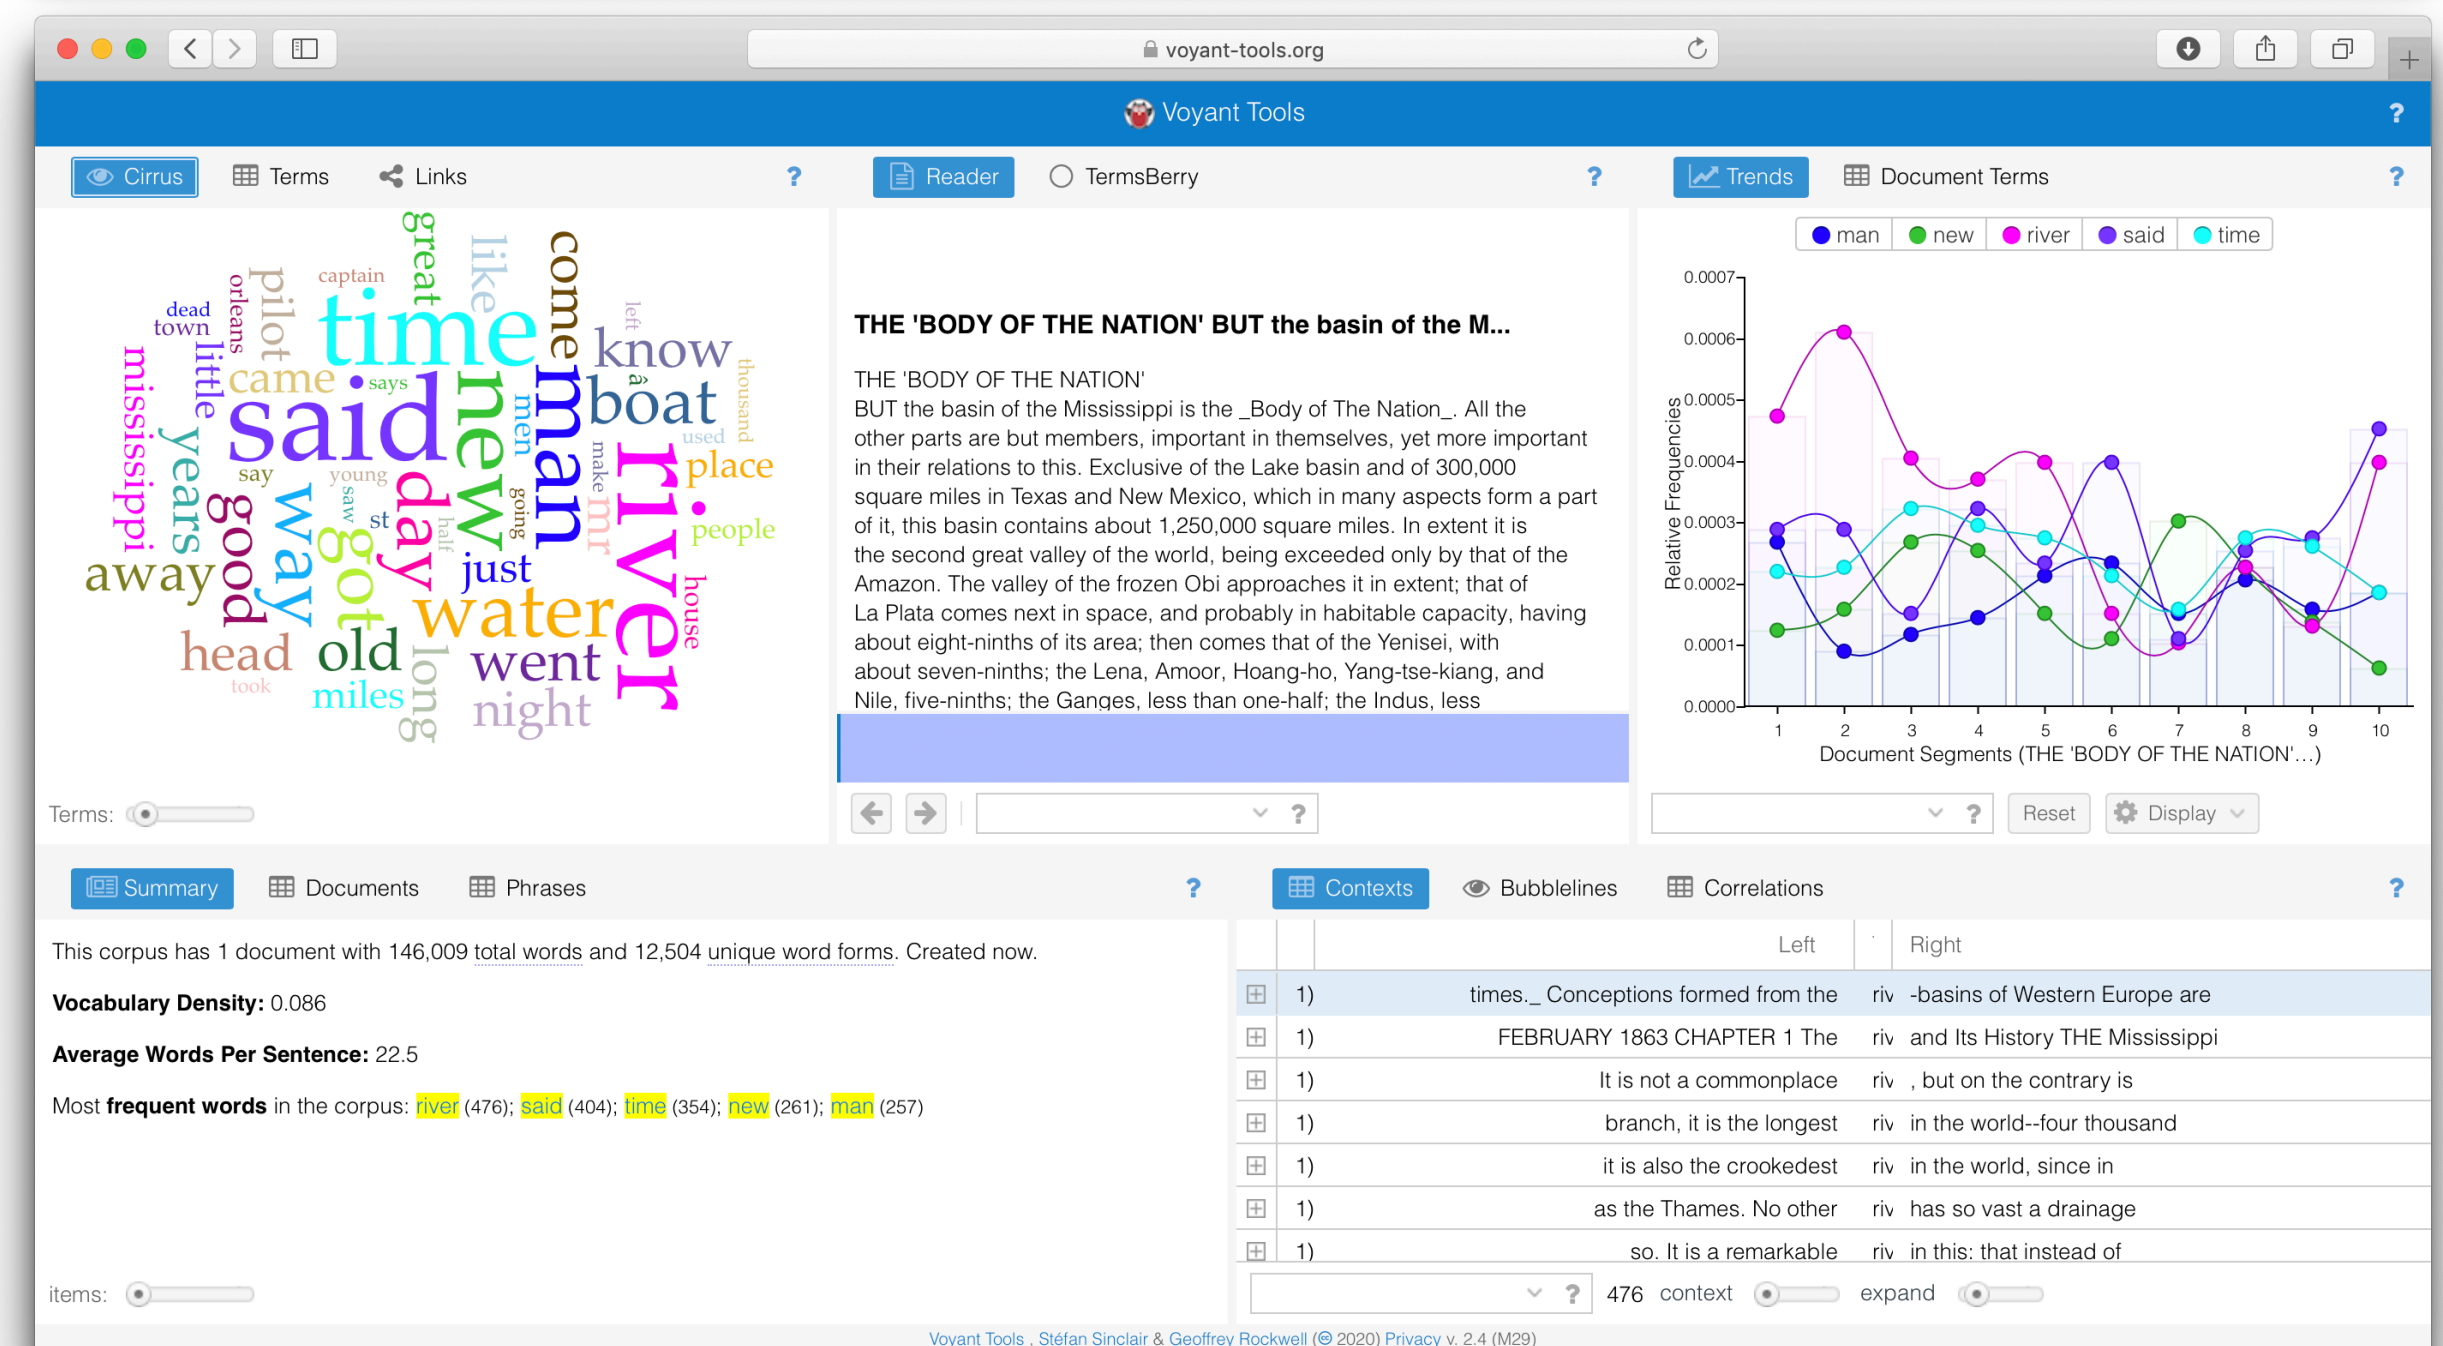 voyant-tools.org
Voyant Tools
?
Cirrus
Terms
Links
?
Reader
TermsBerry
?
Trends
Document Terms
?
great
like
come
captain
pilot
orleans
dead
town
time
left
know
mississippi
little
came
says
new
man
â
boat
thousand
said
men
used
years
say
young
make
river
place
good
way
saw
st
day
half
going
mr
people
got
away
just
water
house
head
old
long
went
took
miles
night
Terms:
THE 'BODY OF THE NATION' BUT the basin of the M...
THE 'BODY OF THE NATION'
BUT the basin of the Mississippi is the _Body of The Nation_. All the
other parts are but members, important in themselves, yet more important
in their relations to this. Exclusive of the Lake basin and of 300,000
square miles in Texas and New Mexico, which in many aspects form a part
of it, this basin contains about 1,250,000 square miles. In extent it is
the second great valley of the world, being exceeded only by that of the
Amazon. The valley of the frozen Obi approaches it in extent; that of
La Plata comes next in space, and probably in habitable capacity, having
about eight-ninths of its area; then comes that of the Yenisei, with
about seven-ninths; the Lena, Amoor, Hoang-ho, Yang-tse-kiang, and
Nile, five-ninths; the Ganges, less than one-half; the Indus, less
?
man new river said time
0.0007
0.0006
0.0005
0.0004
0.0003
0.0002
0.0001
0.0000
Relative Frequencies
1 2 3 4 5 6 7 8 9 10
Document Segments (THE 'BODY OF THE NATION'...)
? Reset Display
Summary
Documents
Phrases
?
This corpus has 1 document with 146,009 total words and 12,504 unique word forms. Created now.
Vocabulary Density: 0.086
Average Words Per Sentence: 22.5
Most frequent words in the corpus: river (476); said (404); time (354); new (261); man (257)
items:
Contexts
Bubblelines
Correlations
?
Left Right
1) times._ Conceptions formed from the riv -basins of Western Europe are
1) FEBRUARY 1863 CHAPTER 1 The riv and Its History THE Mississippi
1) It is not a commonplace riv , but on the contrary is
1) branch, it is the longest riv in the world--four thousand
1) it is also the crookedest riv in the world, since in
1) as the Thames. No other riv has so vast a drainage
1) so. It is a remarkable riv in this: that instead of
? 476 context expand
Voyant Tools , Stéfan Sinclair & Geoffrey Rockwell (cc 2020) Privacy v. 2.4 (M29)